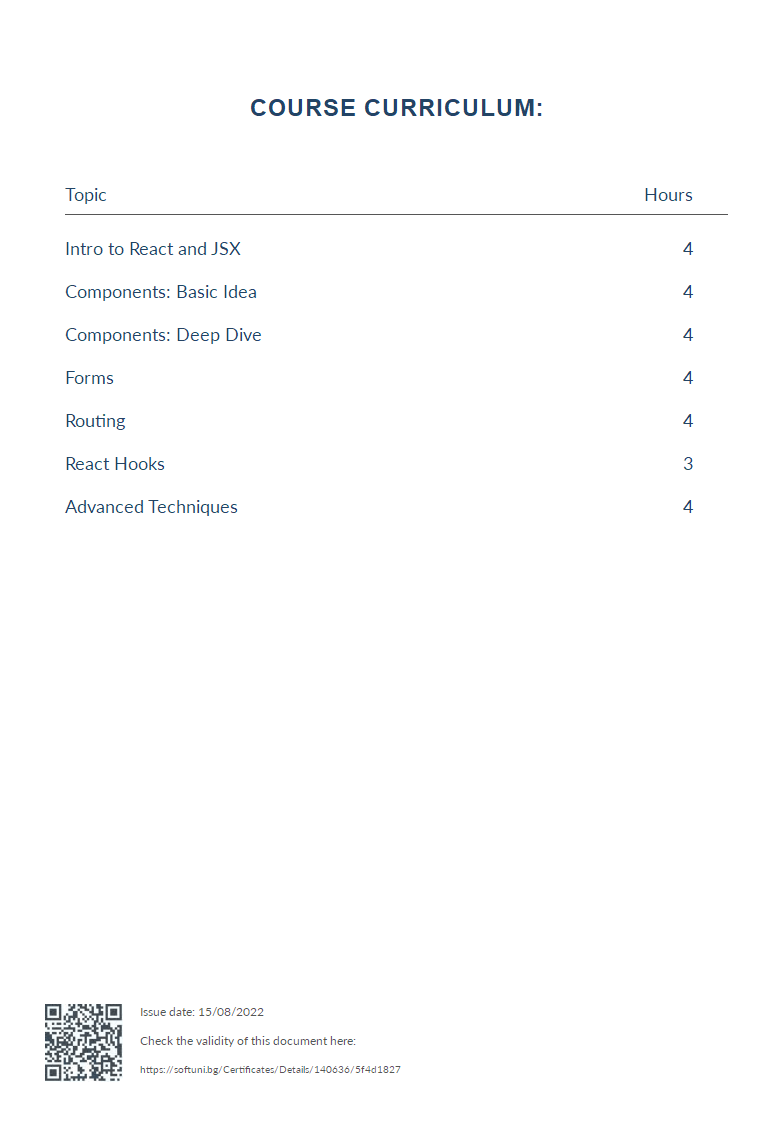 COURSE CURRICULUM:
Topic Hours
Intro to React and JSX 4
Components: Basic Idea 4
Components: Deep Dive 4
Forms 4
Routing 4
React Hooks 3
Advanced Techniques 4
Issue date: 15/08/2022
Check the validity of this document here:
https://softuni.bg/Certificates/Details/140636/5f4d1827